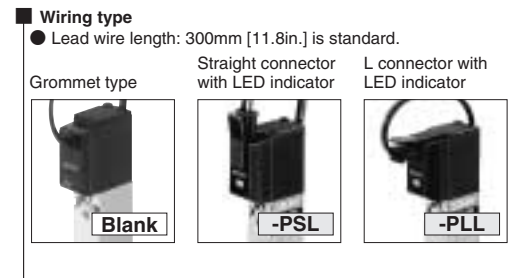 ■ Wiring type
● Lead wire length: 300mm [11.8in.] is standard.
Grommet type
Straight connector
with LED indicator
L connector with
LED indicator
Blank
-PSL
-PLL